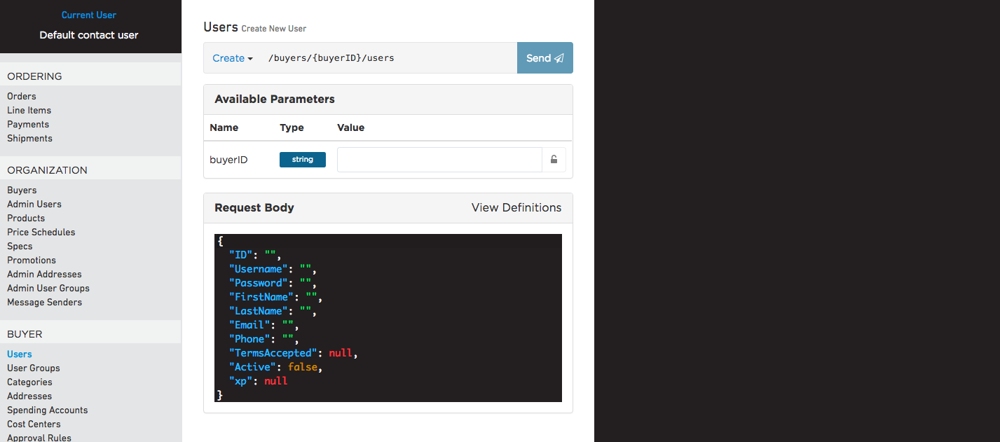 Current User
Default contact user
ORDERING
Orders
Line Items
Payments
Shipments
ORGANIZATION
Buyers
Admin Users
Products
Price Schedules
Specs
Promotions
Admin Addresses
Admin User Groups
Message Senders
BUYER
Users
User Groups
Categories
Addresses
Spending Accounts
Cost Centers
Approval Rules
Users Create New User
Create /buyers/{buyerID}/users Send
Available Parameters
Name Type Value
buyerID string
Request Body View Definitions
{
"ID": "",
"Username": "",
"Password": "",
"FirstName": "",
"LastName": "",
"Email": "",
"Phone": "",
"TermsAccepted": null,
"Active": false,
"xp": null
}